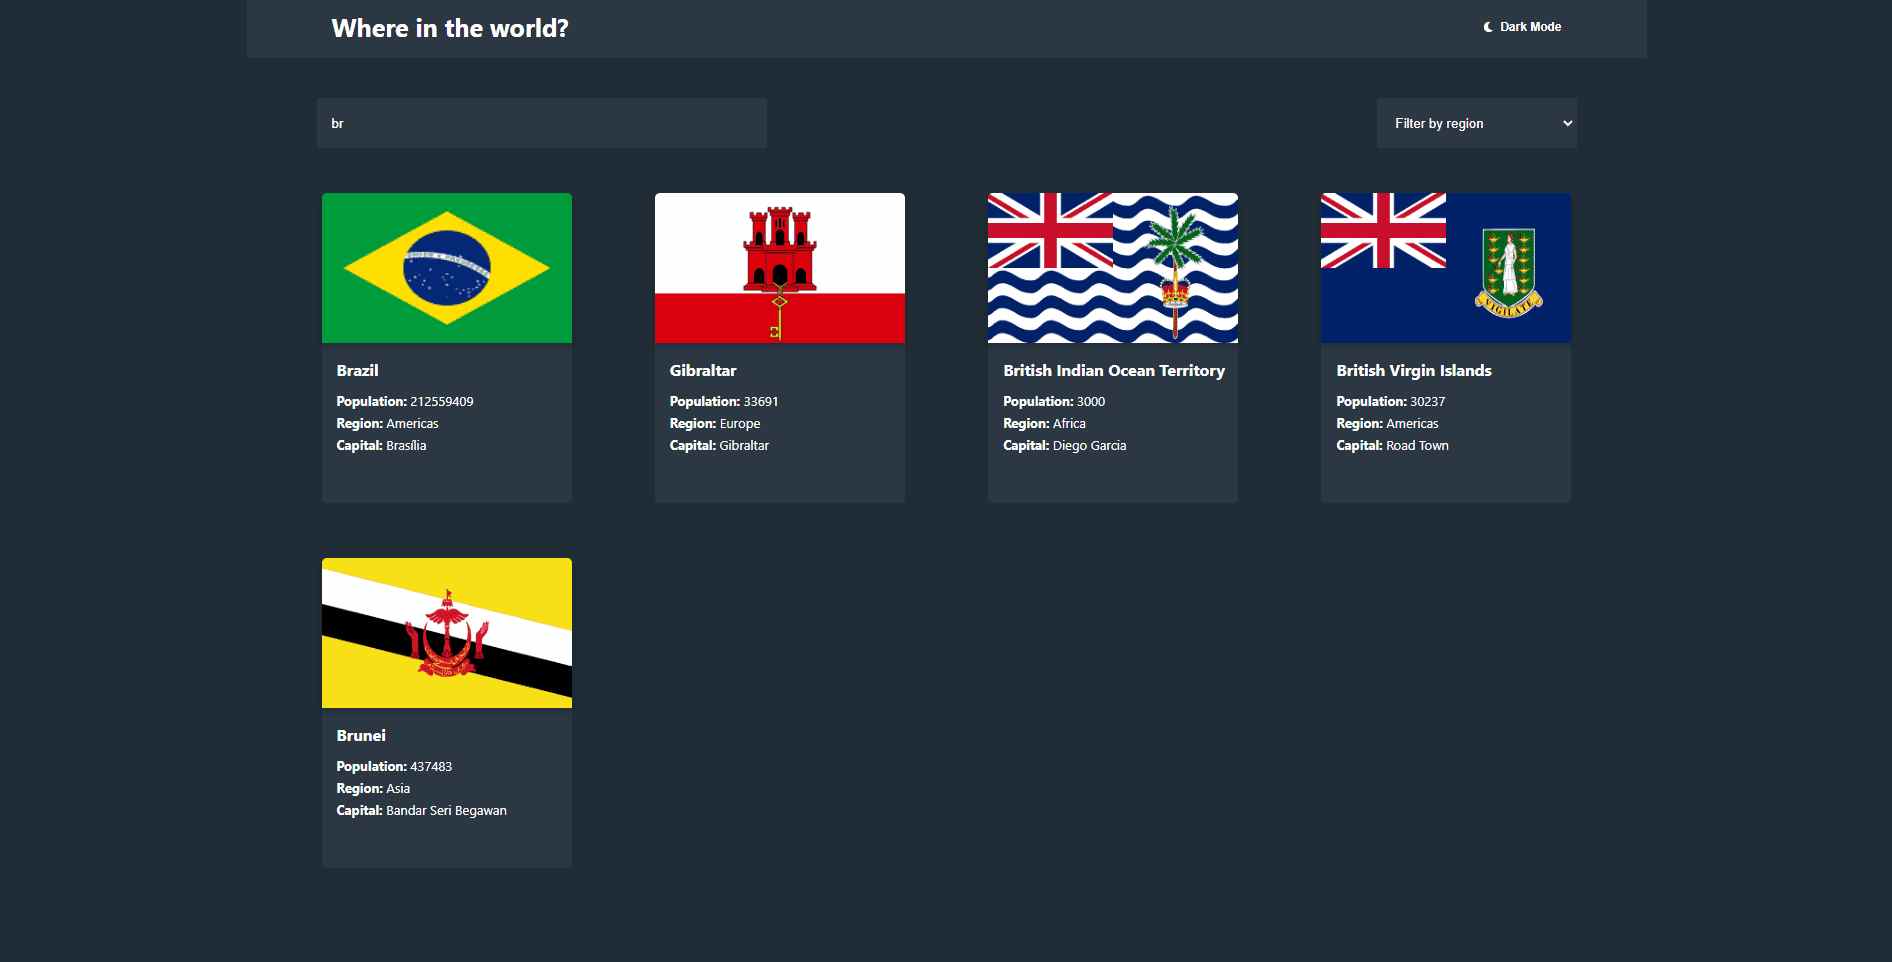 Where in the world?
Dark Mode
br
Filter by region
Brazil
Population: 212559409
Region: Americas
Capital: Brasília
Gibraltar
Population: 33691
Region: Europe
Capital: Gibraltar
British Indian Ocean Territory
Population: 3000
Region: Africa
Capital: Diego Garcia
British Virgin Islands
Population: 30237
Region: Americas
Capital: Road Town
VIGILATE
Brunei
Population: 437483
Region: Asia
Capital: Bandar Seri Begawan